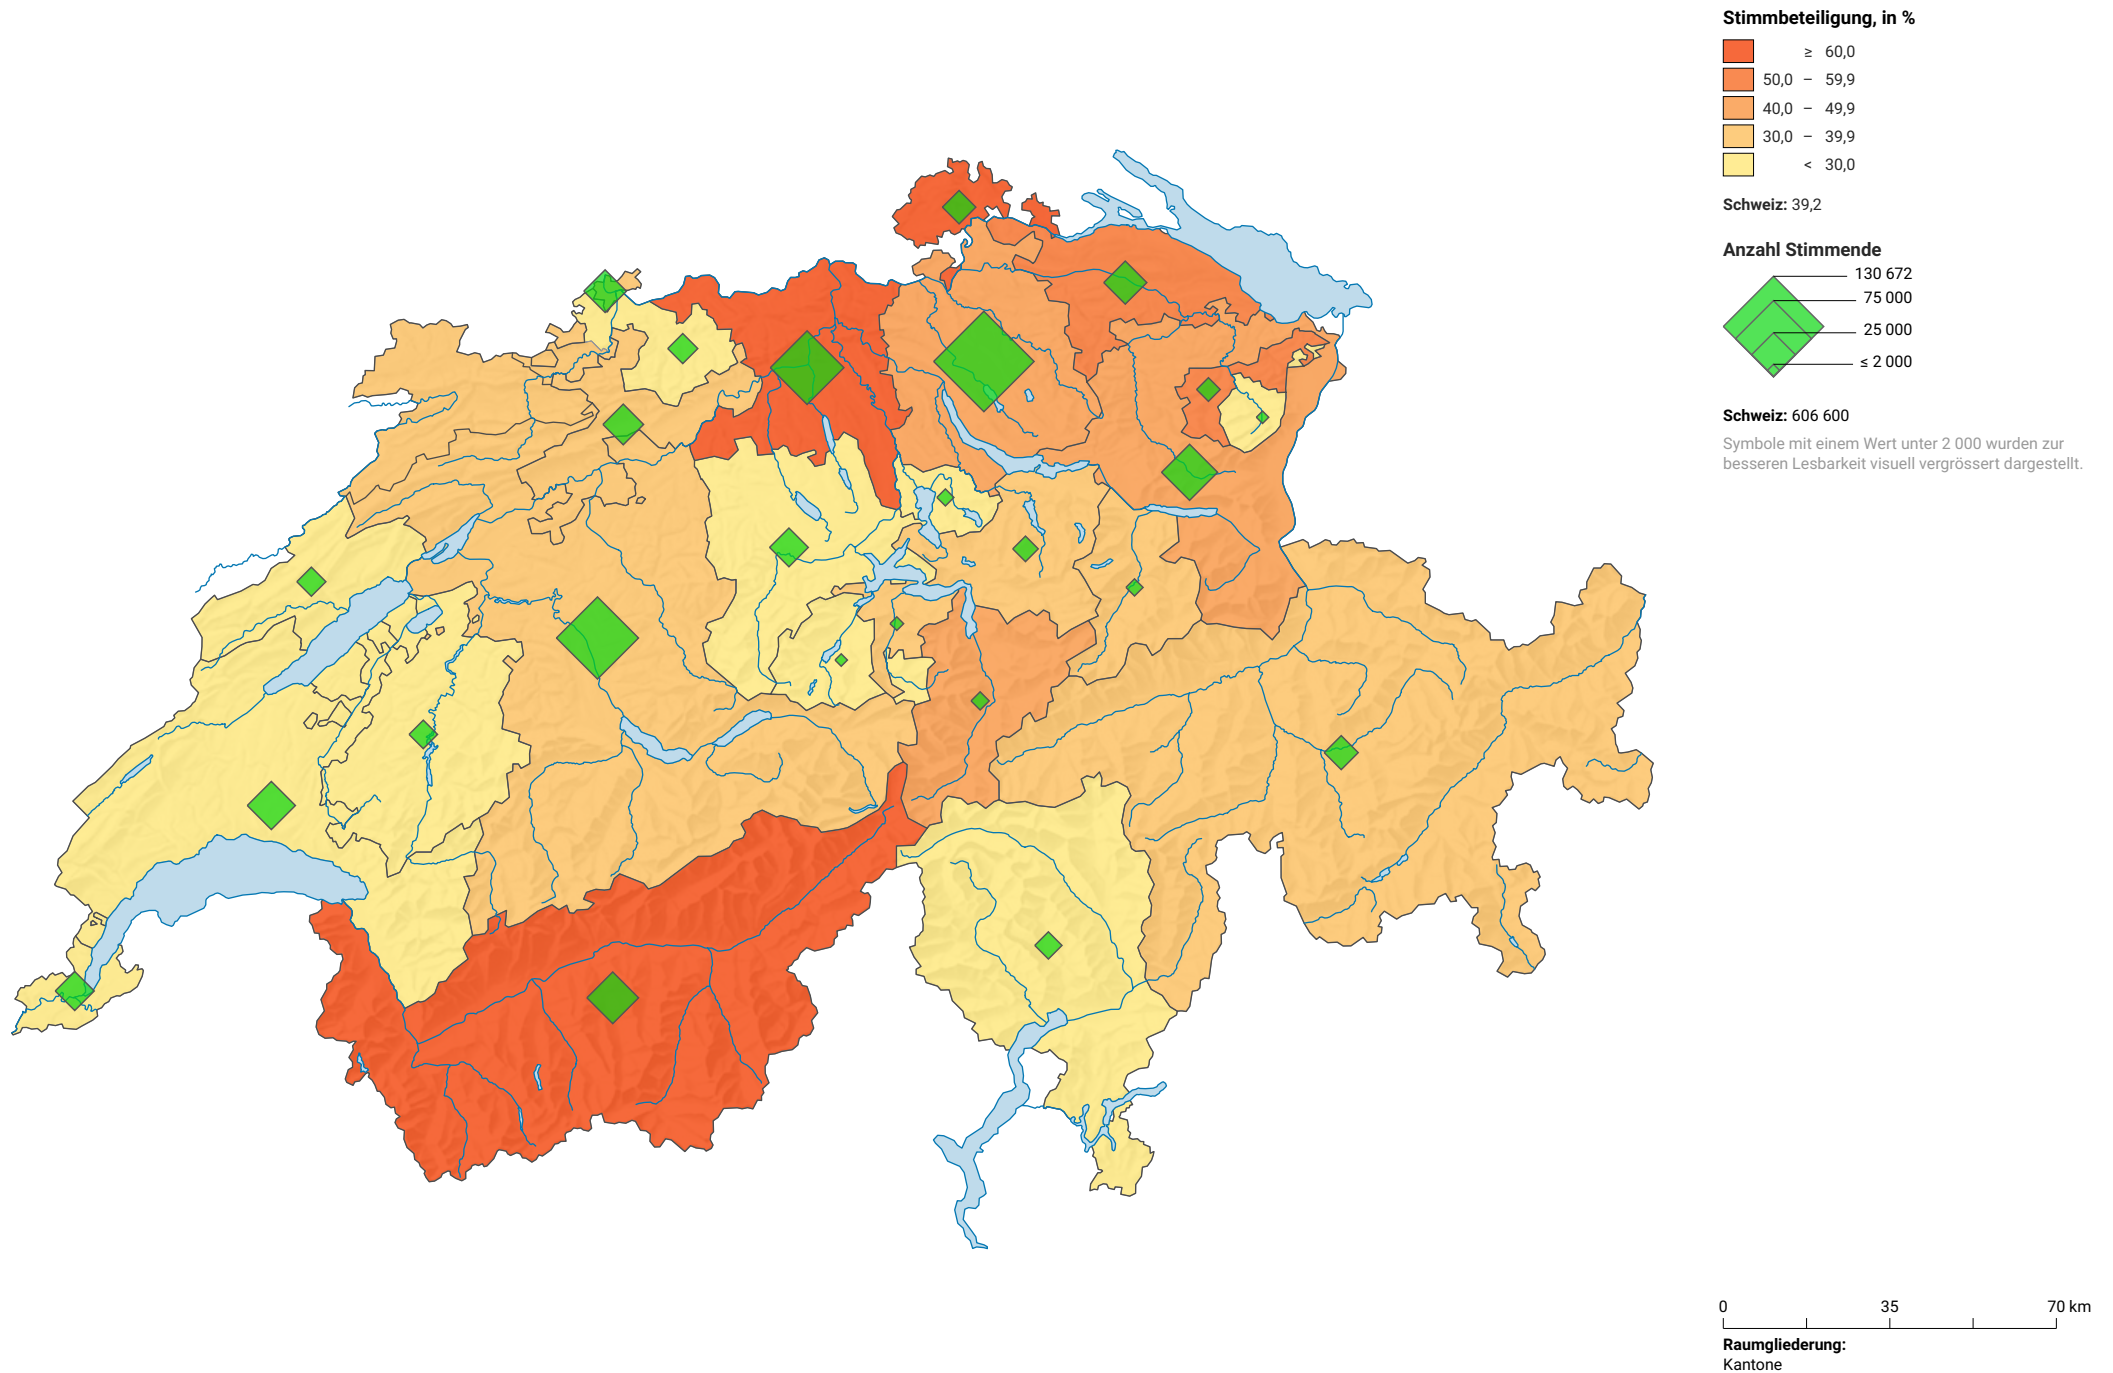 Stimmbeteiligung, in %
≥ 60,0
50,0 – 59,9
40,0 – 49,9
30,0 – 39,9
< 30,0
Schweiz: 39,2
Anzahl Stimmende
130 672
75 000
25 000
≤ 2 000
Schweiz: 606 600
Symbole mit einem Wert unter 2 000 wurden zur
besseren Lesbarkeit visuell vergrössert dargestellt.
0 35 70 km
Raumgliederung:
Kantone